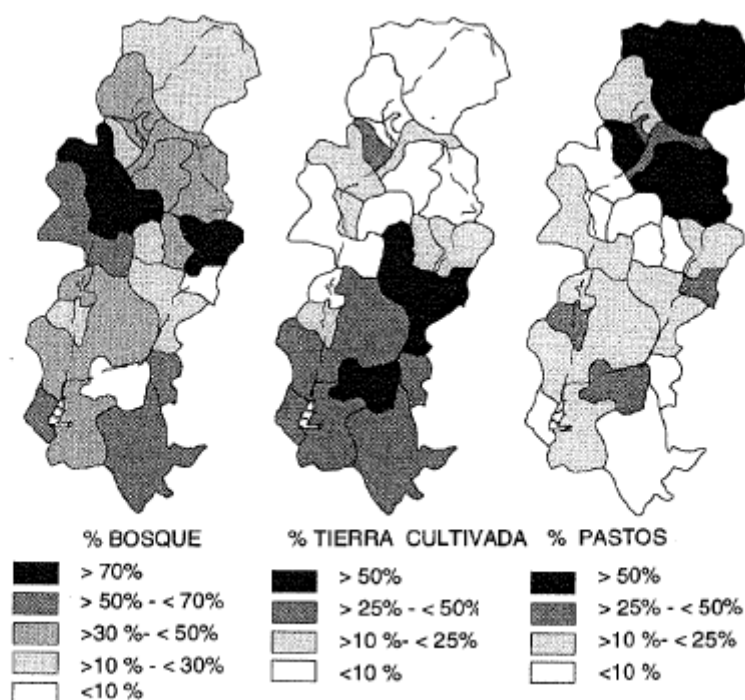 % BOSQUE
> 70%
> 50% - < 70%
>30 %- < 50%
>10 % - < 30%
<10 %
% TIERRA CULTIVADA
> 50%
> 25% - < 50%
>10 %- < 25%
<10 %
% PASTOS
> 50%
> 25% - < 50%
>10 % - < 25%
<10 %